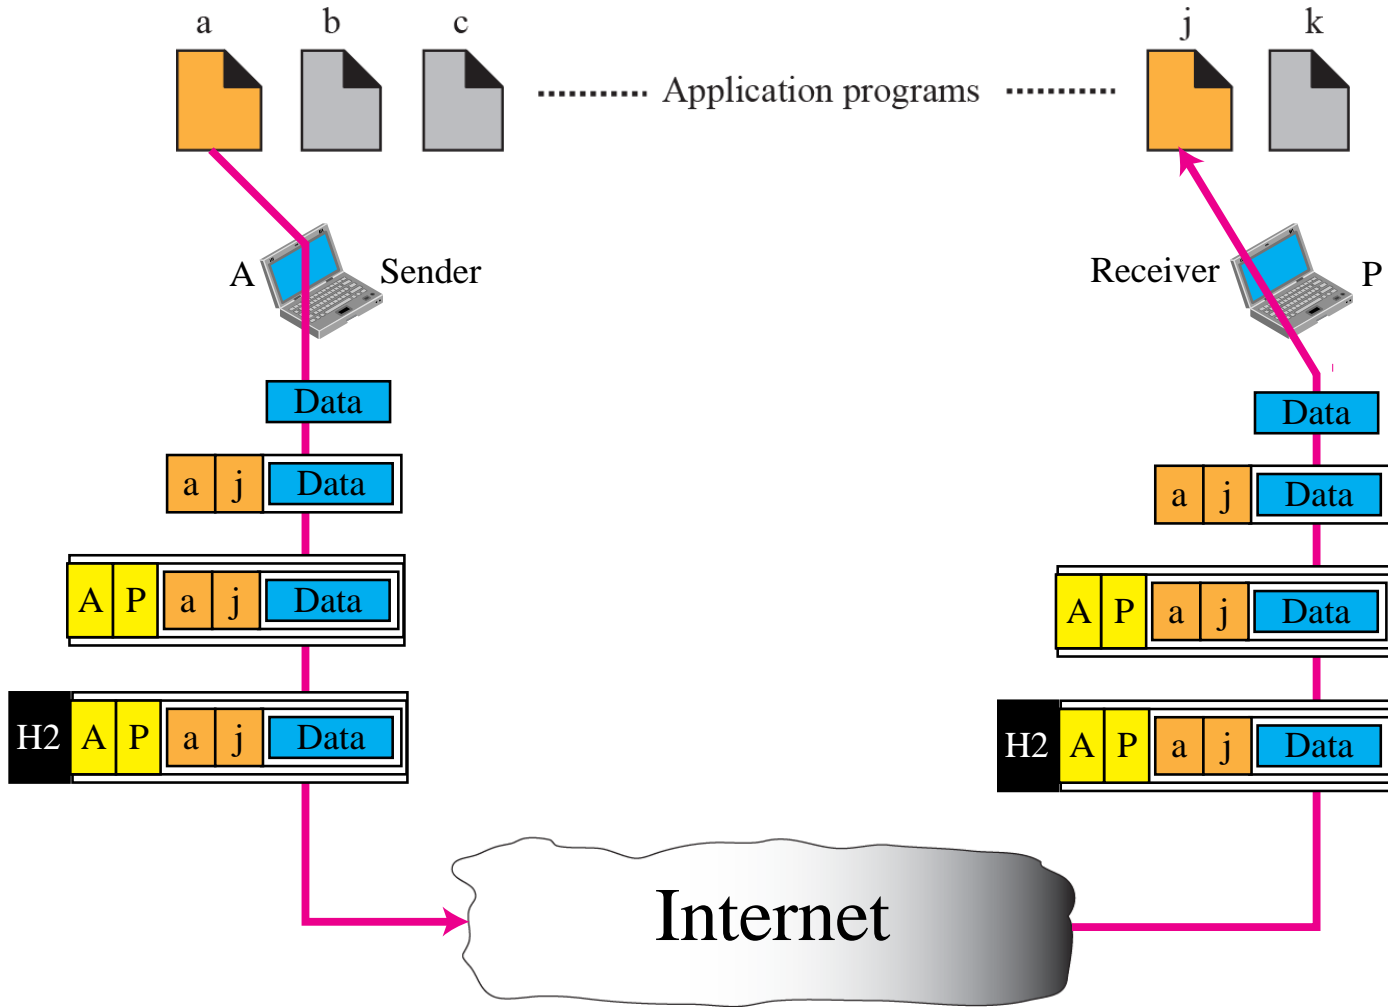 a b c j k
Application programs
A Sender Receiver P
Data Data
a j Data a j Data
A P a j Data A P a j Data
H2 A P a j Data H2 A P a j Data
Internet